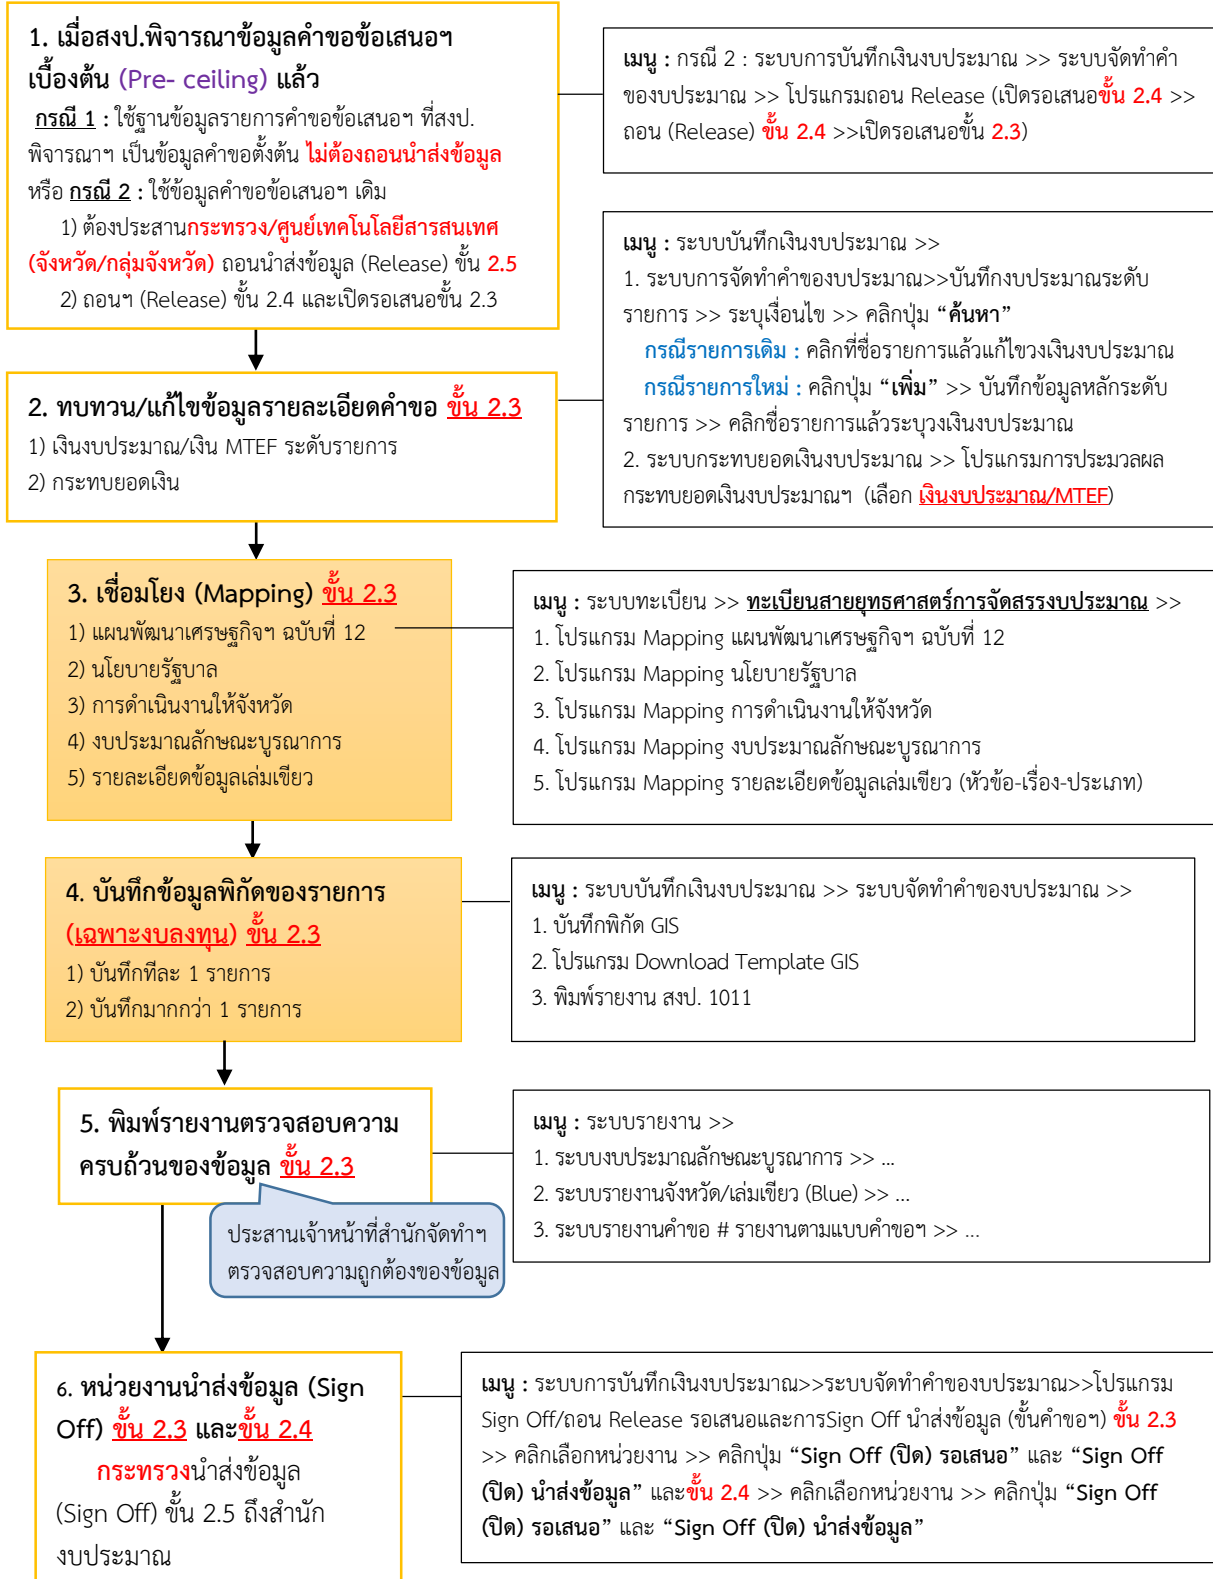 1. เมื่อสงป.พิจารณาข้อมูลคำขอข้อเสนอฯ
เบื้องต้น (Pre- ceiling) แล้ว
กรณี 1 : ใช้ฐานข้อมูลรายการคำขอข้อเสนอฯ ที่สงป.
พิจารณาฯ เป็นข้อมูลคำขอตั้งต้น ไม่ต้องถอนนำส่งข้อมูล
หรือ กรณี 2 : ใช้ข้อมูลคำขอข้อเสนอฯ เดิม
1) ต้องประสานกระทรวง/ศูนย์เทคโนโลยีสารสนเทศ
(จังหวัด/กลุ่มจังหวัด) ถอนนำส่งข้อมูล (Release) ขั้น 2.5
2) ถอนฯ (Release) ขั้น 2.4 และเปิดรอเสนอขั้น 2.3
เมนู : กรณี 2 : ระบบการบันทึกเงินงบประมาณ >> ระบบจัดทำคำ
ของบประมาณ >> โปรแกรมถอน Release (เปิดรอเสนอขั้น 2.4 >>
ถอน (Release) ขั้น 2.4 >>เปิดรอเสนอขั้น 2.3)
2. ทบทวน/แก้ไขข้อมูลรายละเอียดคำขอ ขั้น 2.3
1) เงินงบประมาณ/เงิน MTEF ระดับรายการ
2) กระทบยอดเงิน
เมนู : ระบบบันทึกเงินงบประมาณ >>
1. ระบบการจัดทำคำของบประมาณ>>บันทึกงบประมาณระดับ
รายการ >> ระบุเงื่อนไข >> คลิกปุ่ม “ค้นหา”
กรณีรายการเดิม : คลิกที่ชื่อรายการแล้วแก้ไขวงเงินงบประมาณ
กรณีรายการใหม่ : คลิกปุ่ม “เพิ่ม” >> บันทึกข้อมูลหลักระดับ
รายการ >> คลิกชื่อรายการแล้วระบุวงเงินงบประมาณ
2. ระบบกระทบยอดเงินงบประมาณ >> โปรแกรมการประมวลผล
กระทบยอดเงินงบประมาณฯ (เลือก เงินงบประมาณ/MTEF)
3. เชื่อมโยง (Mapping) ขั้น 2.3
1) แผนพัฒนาเศรษฐกิจฯ ฉบับที่ 12
2) นโยบายรัฐบาล
3) การดำเนินงานให้จังหวัด
4) งบประมาณลักษณะบูรณาการ
5) รายละเอียดข้อมูลเล่มเขียว
เมนู : ระบบทะเบียน >> ทะเบียนสายยุทธศาสตร์การจัดสรรงบประมาณ >>
1. โปรแกรม Mapping แผนพัฒนาเศรษฐกิจฯ ฉบับที่ 12
2. โปรแกรม Mapping นโยบายรัฐบาล
3. โปรแกรม Mapping การดำเนินงานให้จังหวัด
4. โปรแกรม Mapping งบประมาณลักษณะบูรณาการ
5. โปรแกรม Mapping รายละเอียดข้อมูลเล่มเขียว (หัวข้อ-เรื่อง-ประเภท)
4. บันทึกข้อมูลพิกัดของรายการ
(เฉพาะงบลงทุน) ขั้น 2.3
1) บันทึกทีละ 1 รายการ
2) บันทึกมากกว่า 1 รายการ
เมนู : ระบบบันทึกเงินงบประมาณ >> ระบบจัดทำคำของบประมาณ >>
1. บันทึกพิกัด GIS
2. โปรแกรม Download Template GIS
3. พิมพ์รายงาน สงป. 1011
5. พิมพ์รายงานตรวจสอบความ
ครบถ้วนของข้อมูล ขั้น 2.3
ประสานเจ้าหน้าที่สำนักจัดทำฯ
ตรวจสอบความถูกต้องของข้อมูล
เมนู : ระบบรายงาน >>
1. ระบบงบประมาณลักษณะบูรณาการ >> ...
2. ระบบรายงานจังหวัด/เล่มเขียว (Blue) >> ...
3. ระบบรายงานคำขอ # รายงานตามแบบคำขอฯ >> ...
6. หน่วยงานนำส่งข้อมูล (Sign
Off) ขั้น 2.3 และขั้น 2.4
กระทรวงนำส่งข้อมูล
(Sign Off) ขั้น 2.5 ถึงสำนัก
งบประมาณ
เมนู : ระบบการบันทึกเงินงบประมาณ>>ระบบจัดทำคำของบประมาณ>>โปรแกรม
Sign Off/ถอน Release รอเสนอและการSign Off นำส่งข้อมูล (ขั้นคำขอฯ) ขั้น 2.3
>> คลิกเลือกหน่วยงาน >> คลิกปุ่ม “Sign Off (ปิด) รอเสนอ” และ “Sign Off
(ปิด) นำส่งข้อมูล” และขั้น 2.4 >> คลิกเลือกหน่วยงาน >> คลิกปุ่ม “Sign Off
(ปิด) รอเสนอ” และ “Sign Off (ปิด) นำส่งข้อมูล”